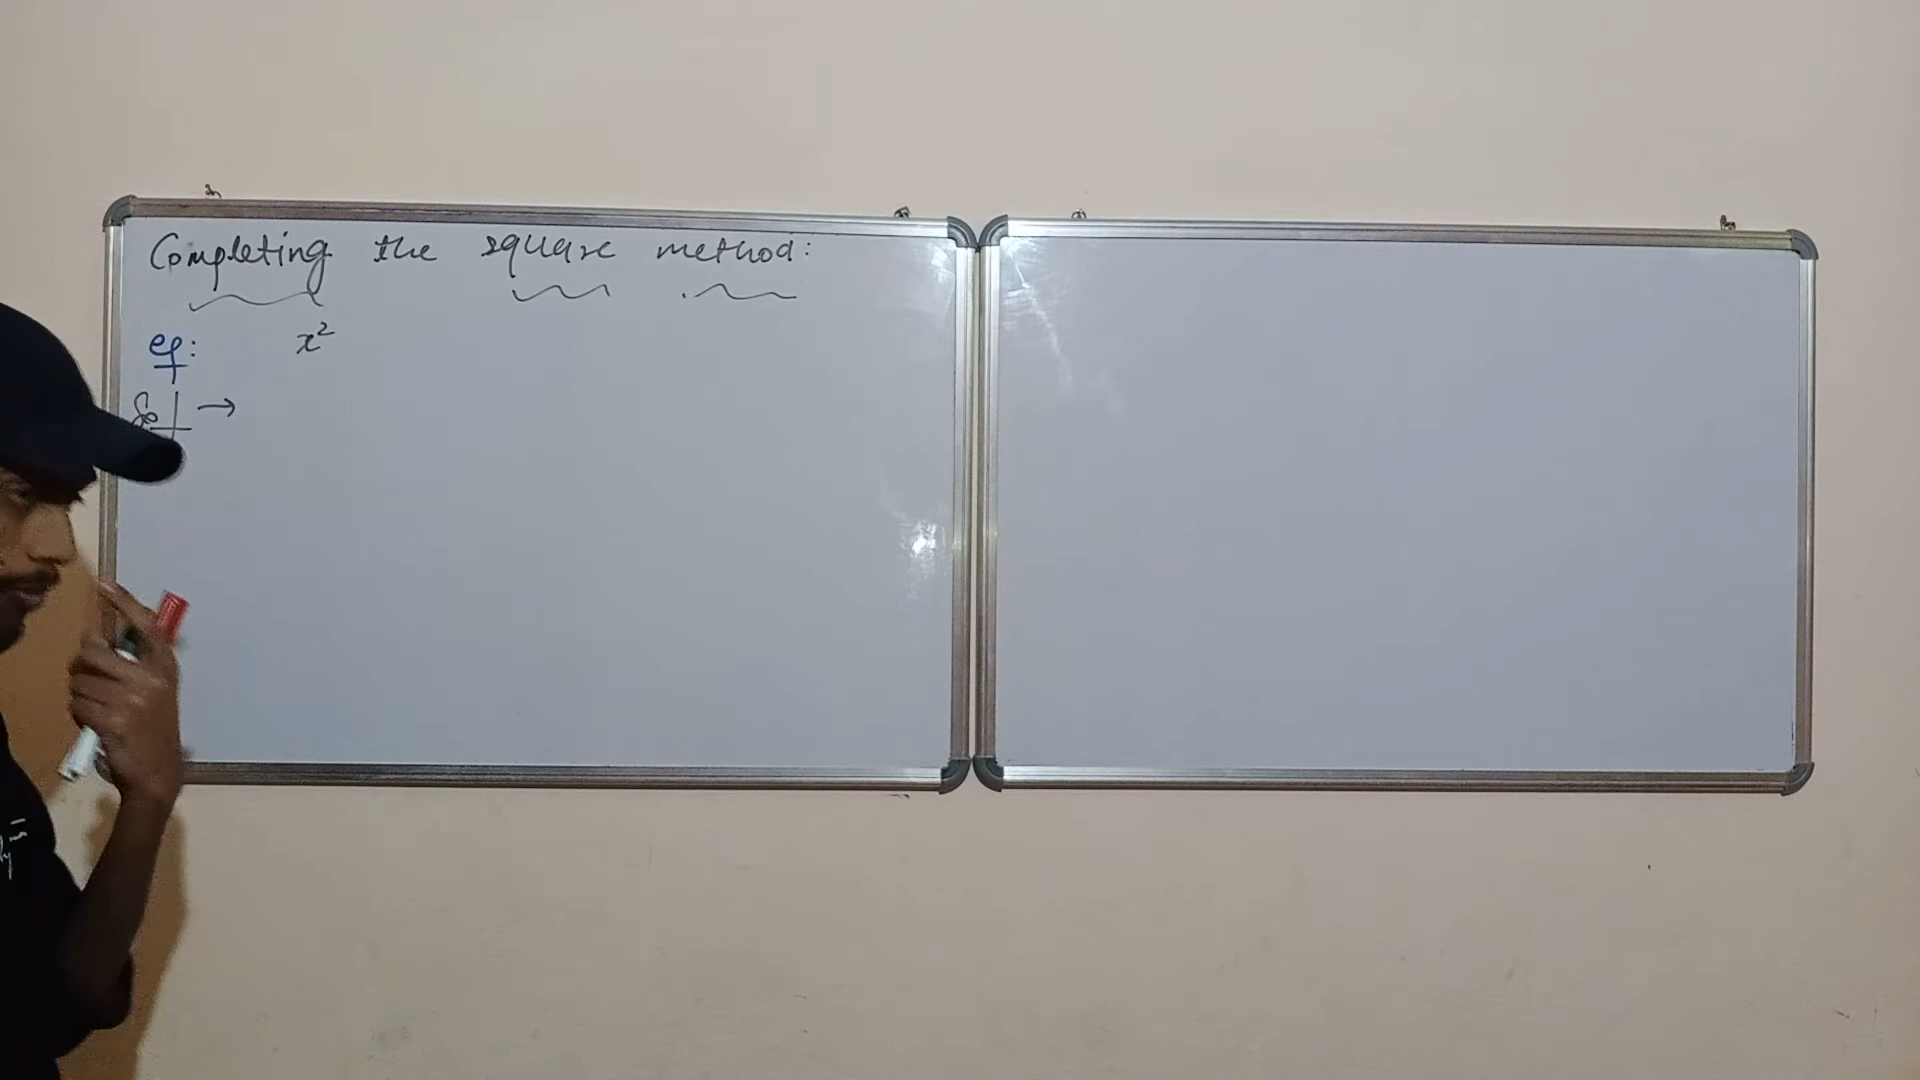 Completing the square method:
eg: x²
Sol →